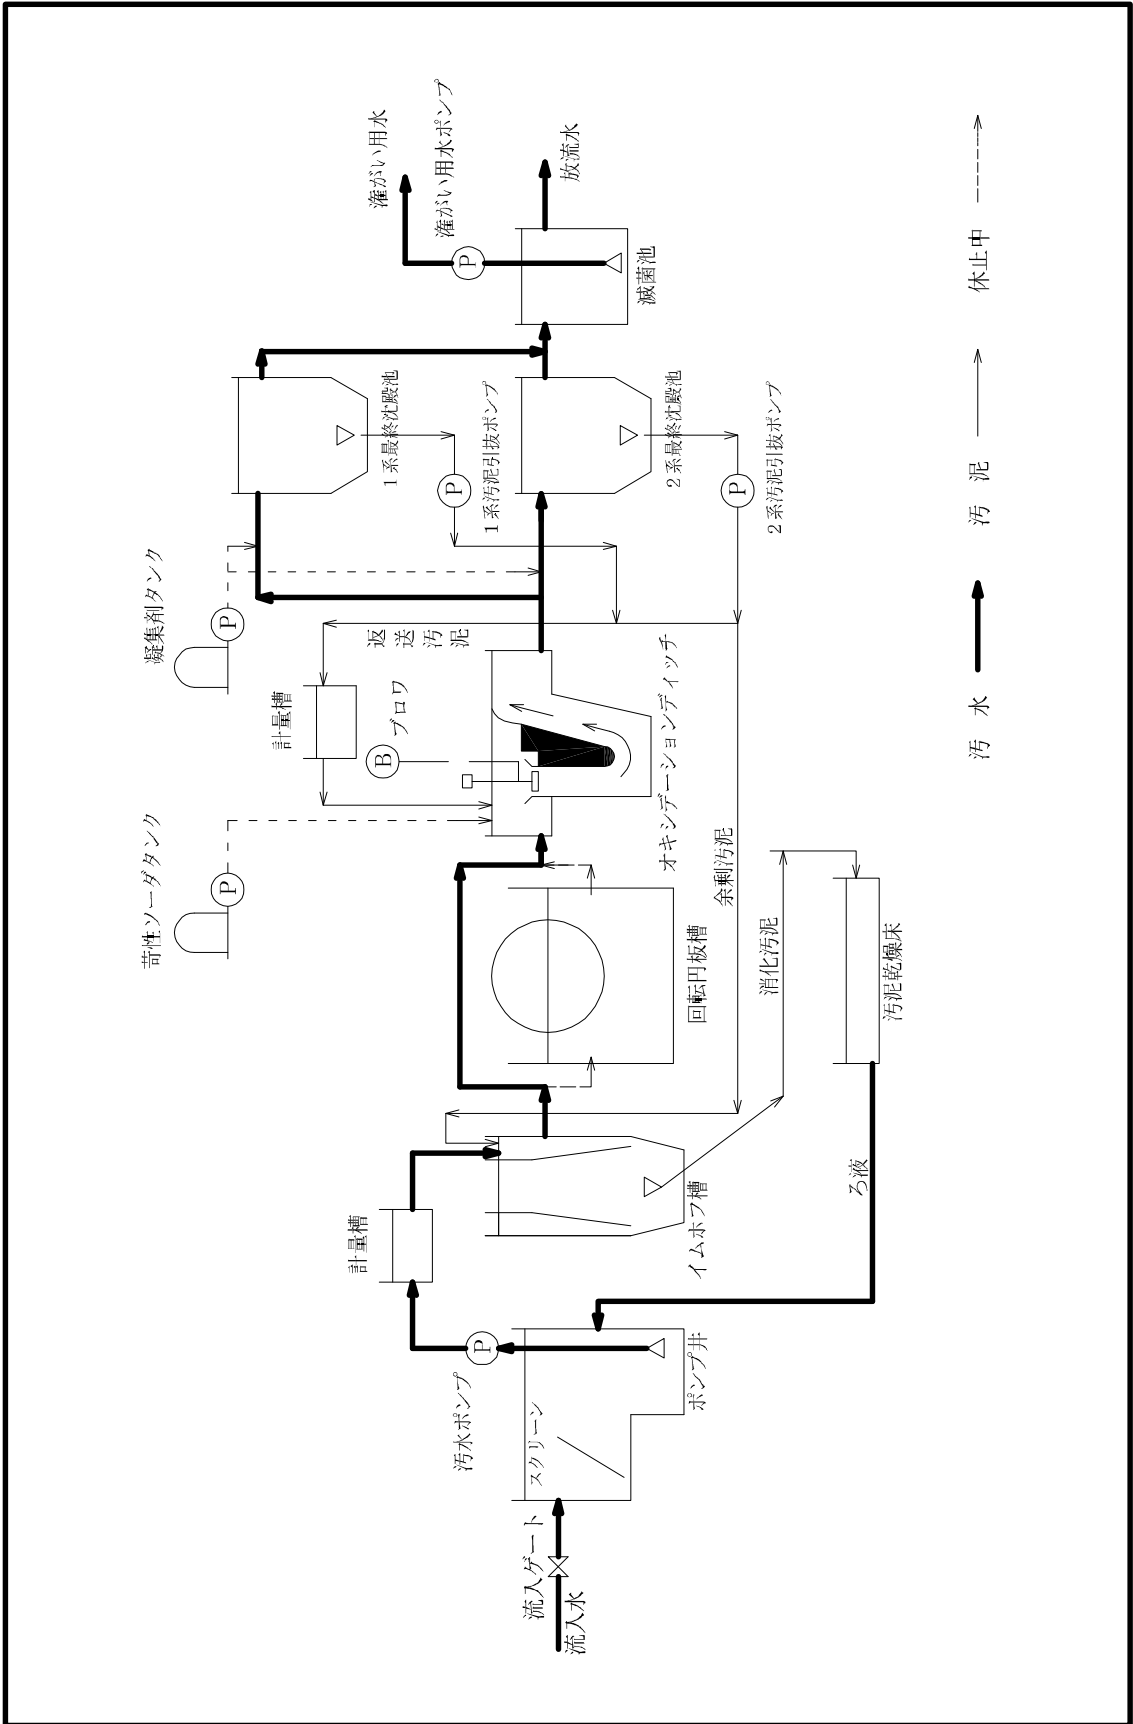 流入水
流入ゲート
スクリーン
汚水ポンプ
P
ポンプ井
計量槽
イムホフ槽
ろ液
回転円板槽
消化汚泥
汚泥乾燥床
余剰汚泥
苛性ソーダタンク
P
計量槽
B
ブロワ
オキシデーションディッチ
返送汚泥
凝集剤タンク
P
1系最終沈殿池
P
1系汚泥引抜ポンプ
2系最終沈殿池
P
2系汚泥引抜ポンプ
滅菌池
P
潅がい用水ポンプ
潅がい用水
放流水
汚水
汚泥
休止中